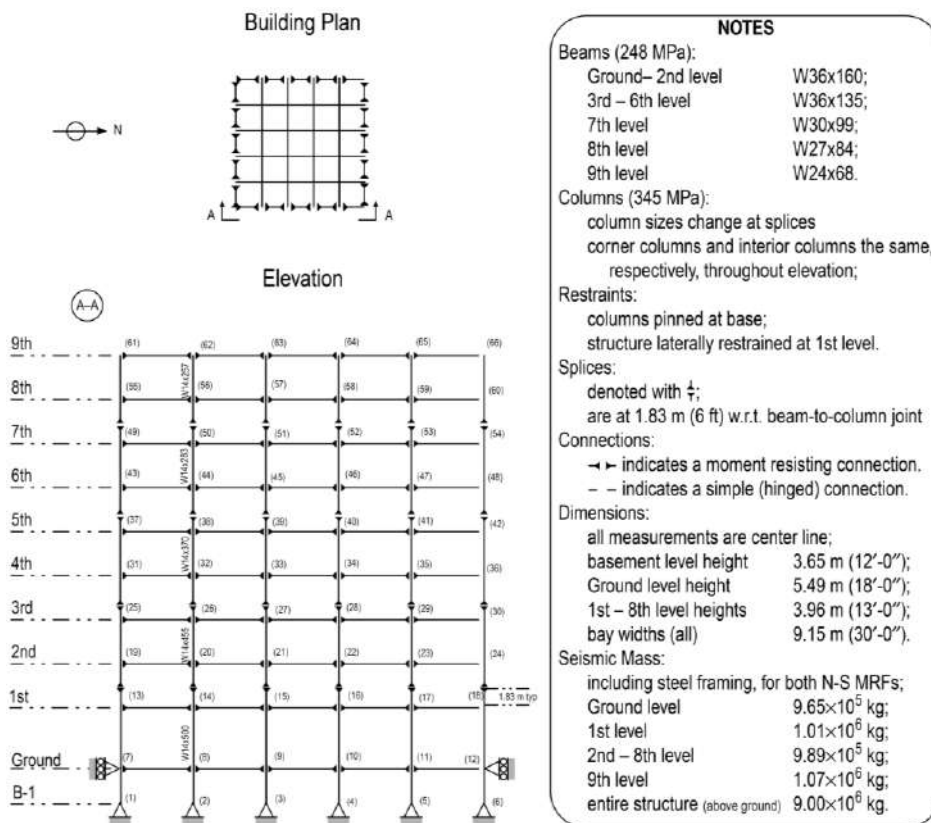 Building Plan
N
A
A
Elevation
A-A
9th
(61)
(62)
(63)
(64)
(65)
(66)
W14x257
8th
(55)
(56)
(57)
(58)
(59)
(60)
7th
(49)
(50)
(51)
(52)
(53)
(54)
W14x283
6th
(43)
(44)
(45)
(46)
(47)
(48)
5th
(37)
(38)
(39)
(40)
(41)
(42)
W14x370
4th
(31)
(32)
(33)
(34)
(35)
(36)
3rd
(25)
(26)
(27)
(28)
(29)
(30)
W14x455
2nd
(19)
(20)
(21)
(22)
(23)
(24)
1st
(13)
(14)
(15)
(16)
(17)
(18)
1.83 m typ
W14x500
Ground
(7)
(8)
(9)
(10)
(11)
(12)
B-1
(1)
(2)
(3)
(4)
(5)
(6)
NOTES
Beams (248 MPa):
Ground– 2nd level W36x160;
3rd – 6th level W36x135;
7th level W30x99;
8th level W27x84;
9th level W24x68.
Columns (345 MPa):
column sizes change at splices
corner columns and interior columns the same,
respectively, throughout elevation;
Restraints:
columns pinned at base;
structure laterally restrained at 1st level.
Splices:
denoted with ;
are at 1.83 m (6 ft) w.r.t. beam-to-column joint
Connections:
indicates a moment resisting connection.
– – indicates a simple (hinged) connection.
Dimensions:
all measurements are center line;
basement level height 3.65 m (12′-0″);
Ground level height 5.49 m (18′-0″);
1st – 8th level heights 3.96 m (13′-0″);
bay widths (all) 9.15 m (30′-0″).
Seismic Mass:
including steel framing, for both N-S MRFs;
Ground level 9.65×10⁵ kg;
1st level 1.01×10⁶ kg;
2nd – 8th level 9.89×10⁵ kg;
9th level 1.07×10⁶ kg;
entire structure (above ground) 9.00×10⁶ kg.